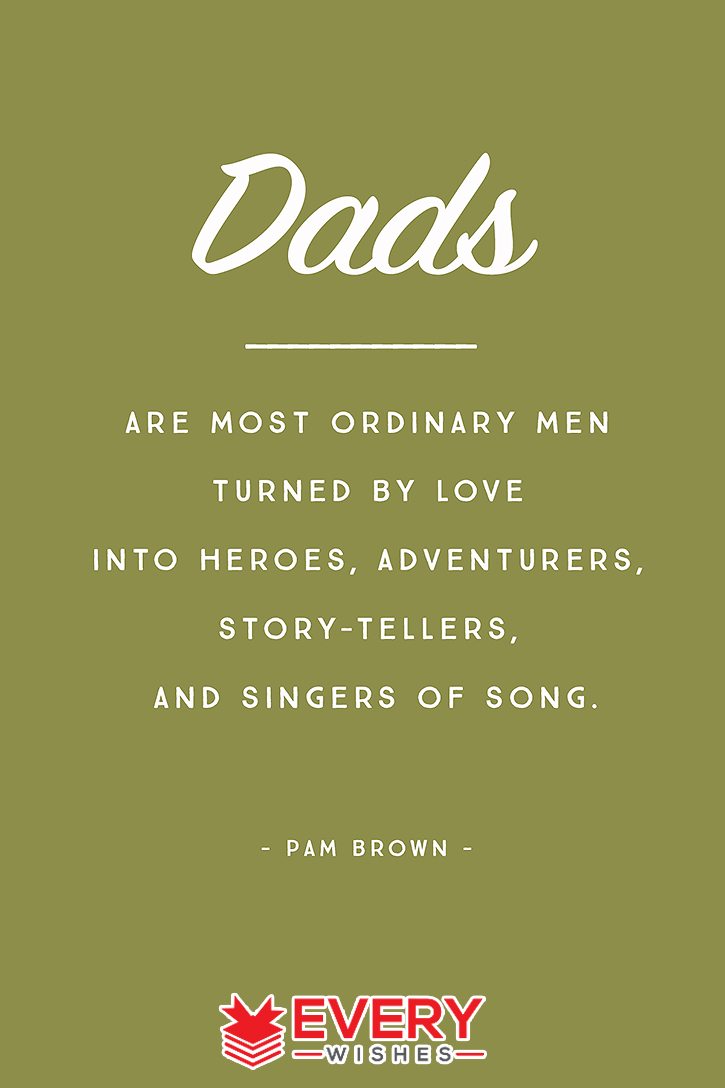 Dads
ARE MOST ORDINARY MEN
TURNED BY LOVE
INTO HEROES, ADVENTURERS,
STORY-TELLERS,
AND SINGERS OF SONG.
- PAM BROWN -
EVERY
WISHES